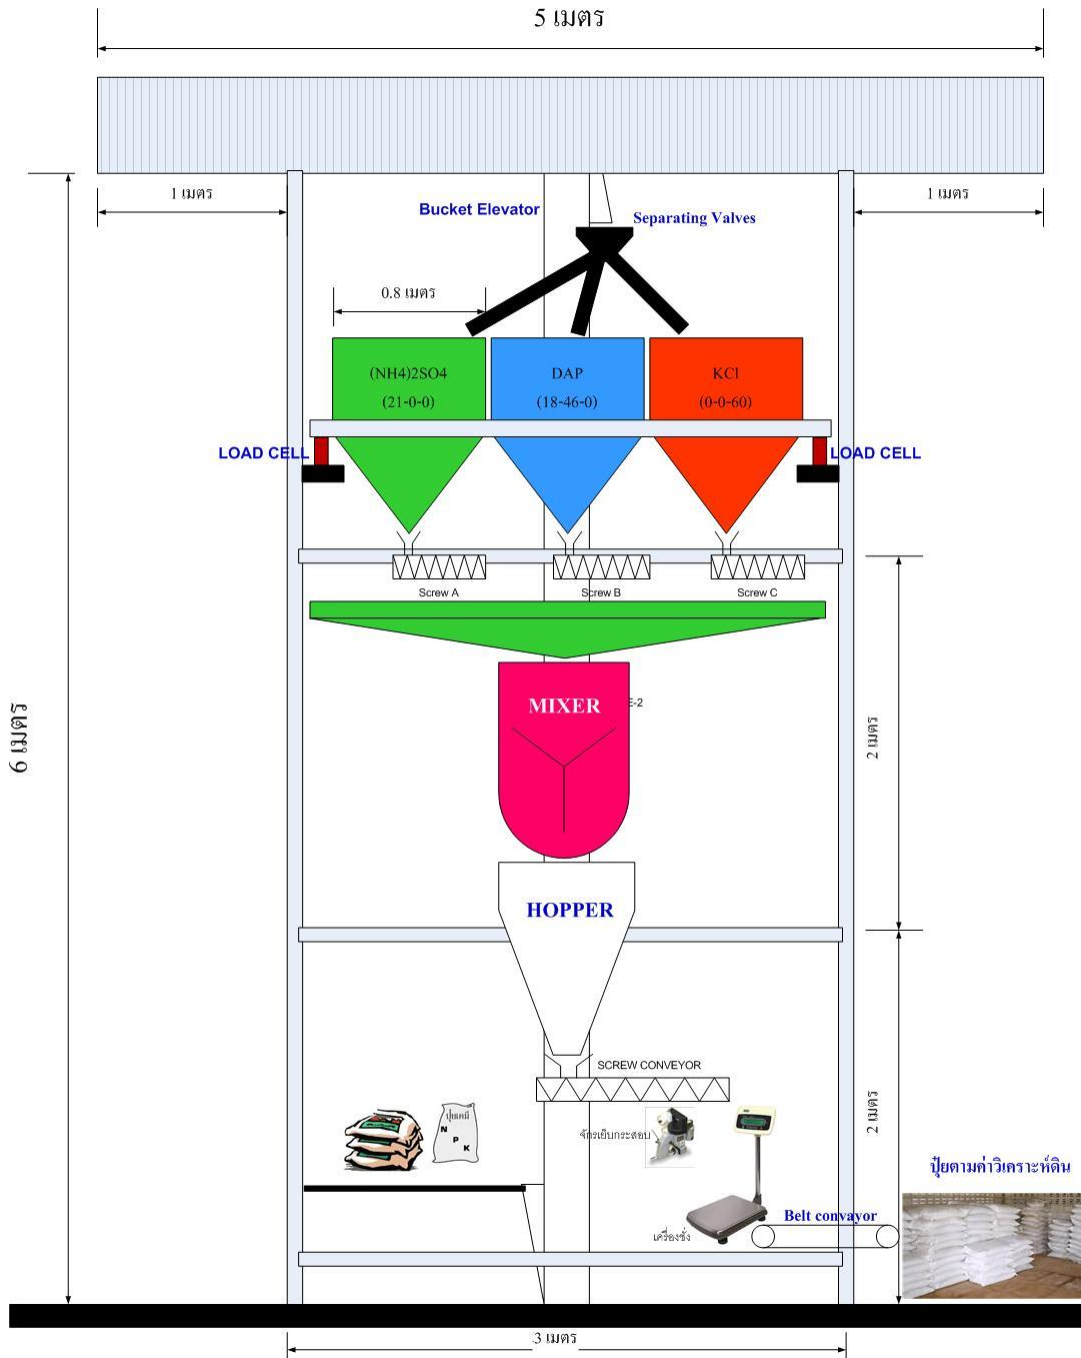 5 เมตร
1 เมตร
1 เมตร
Bucket Elevator
Separating Valves
0.8 เมตร
(NH4)2SO4
(21-0-0)
DAP
(18-46-0)
KCl
(0-0-60)
LOAD CELL
LOAD CELL
Screw A
Screw B
Screw C
MIXER
E-2
6 เมตร
2 เมตร
HOPPER
SCREW CONVEYOR
ปุ๋ยเคมี
N
P
K
จักรเย็บกระสอบ
2 เมตร
ปุ๋ยตามค่าวิเคราะห์ดิน
Belt convayor
เครื่องชั่ง
3 เมตร